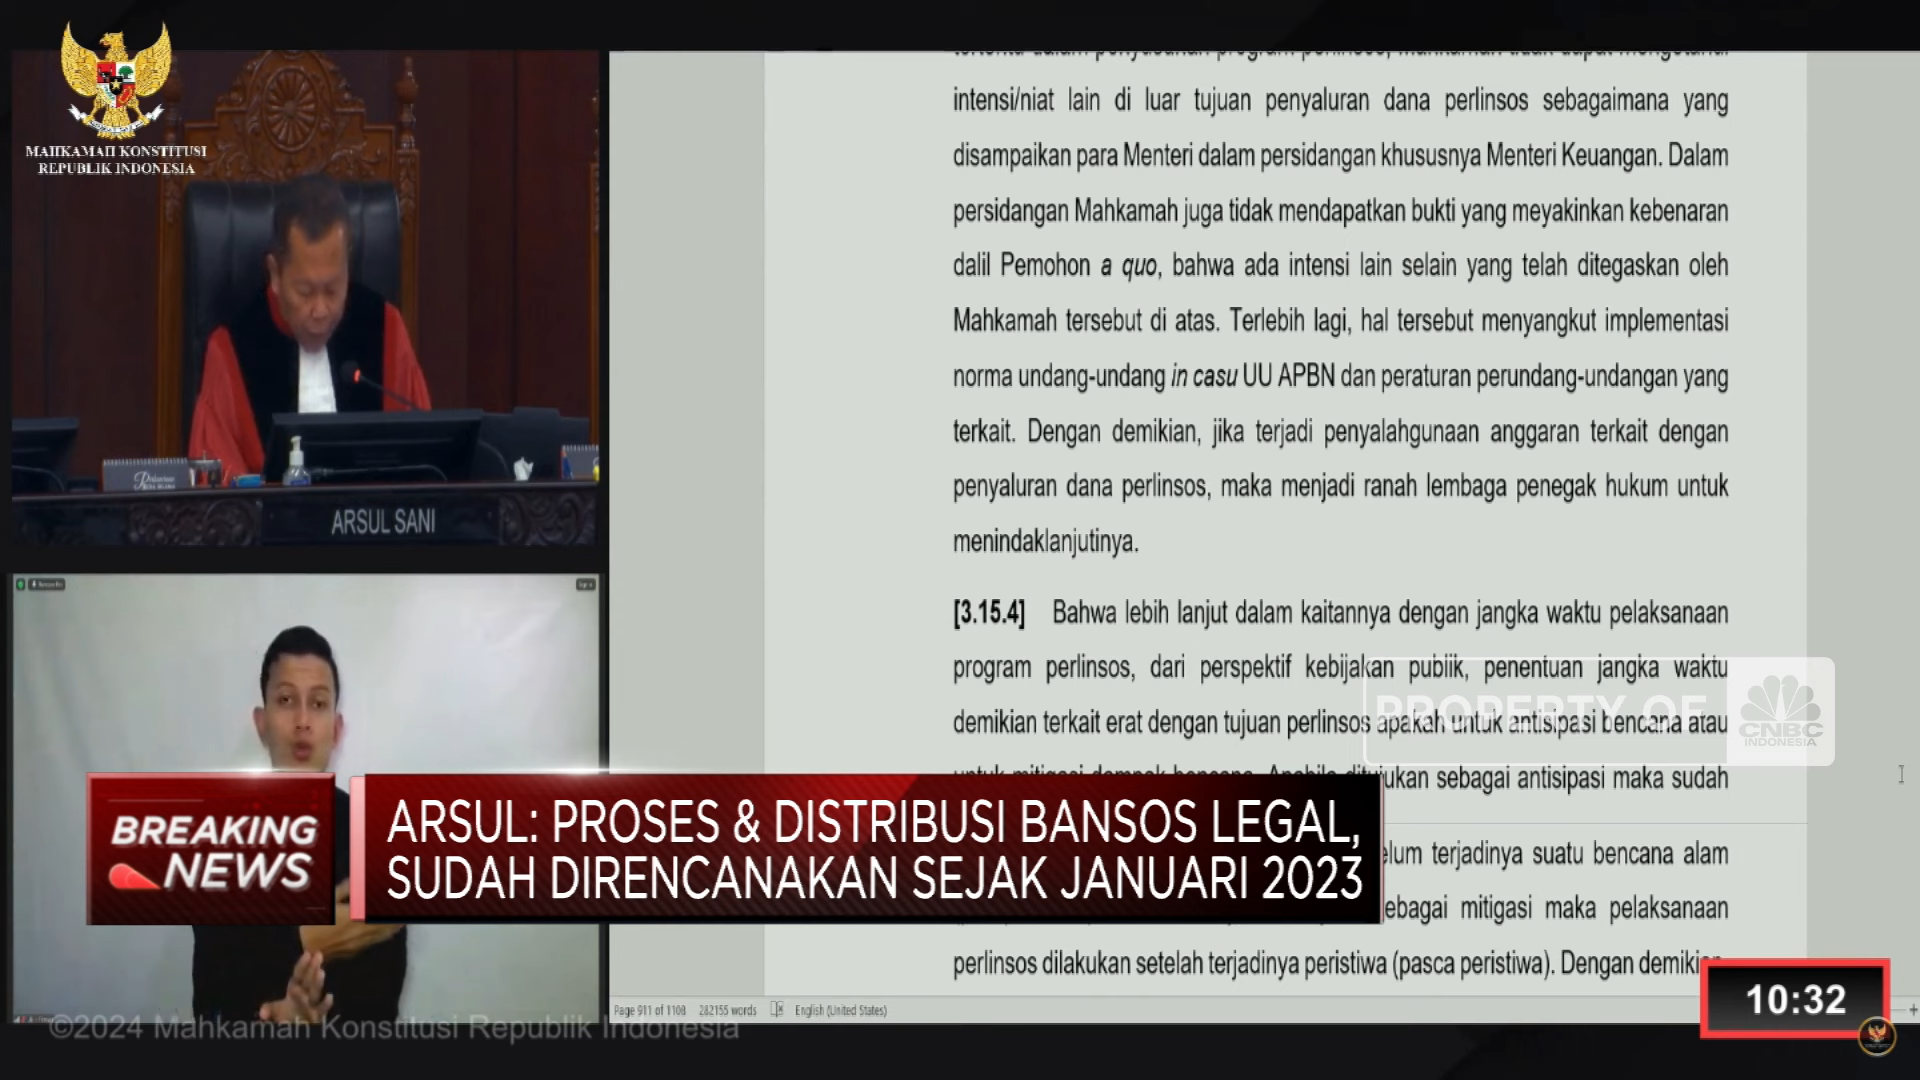 MAHKAMAH KONSTITUSI
REPUBLIK INDONESIA
ARSUL SANI
intensi/niat lain di luar tujuan penyaluran dana perlinsos sebagaimana yang
disampaikan para Menteri dalam persidangan khususnya Menteri Keuangan. Dalam
persidangan Mahkamah juga tidak mendapatkan bukti yang meyakinkan kebenaran
dalil Pemohon a quo, bahwa ada intensi lain selain yang telah ditegaskan oleh
Mahkamah tersebut di atas. Terlebih lagi, hal tersebut menyangkut implementasi
norma undang-undang in casu UU APBN dan peraturan perundang-undangan yang
terkait. Dengan demikian, jika terjadi penyalahgunaan anggaran terkait dengan
penyaluran dana perlinsos, maka menjadi ranah lembaga penegak hukum untuk
menindaklanjutinya.
[3.15.4] Bahwa lebih lanjut dalam kaitannya dengan jangka waktu pelaksanaan
program perlinsos, dari perspektif kebijakan publik, penentuan jangka waktu
demikian terkait erat dengan tujuan perlinsos apakah untuk antisipasi bencana atau
sebagai antisipasi maka sudah
terjadinya suatu bencana alam
mitigasi maka pelaksanaan
perlinsos dilakukan setelah terjadinya peristiwa (pasca peristiwa). Dengan
PROPERTY OF
CNBC
INDONESIA
BREAKING
NEWS
ARSUL: PROSES & DISTRIBUSI BANSOS LEGAL,
SUDAH DIRENCANAKAN SEJAK JANUARI 2023
Page 911 of 1108 282155 words English (United States)
©2024 Mahkamah Konstitusi Republik Indonesia
10:32